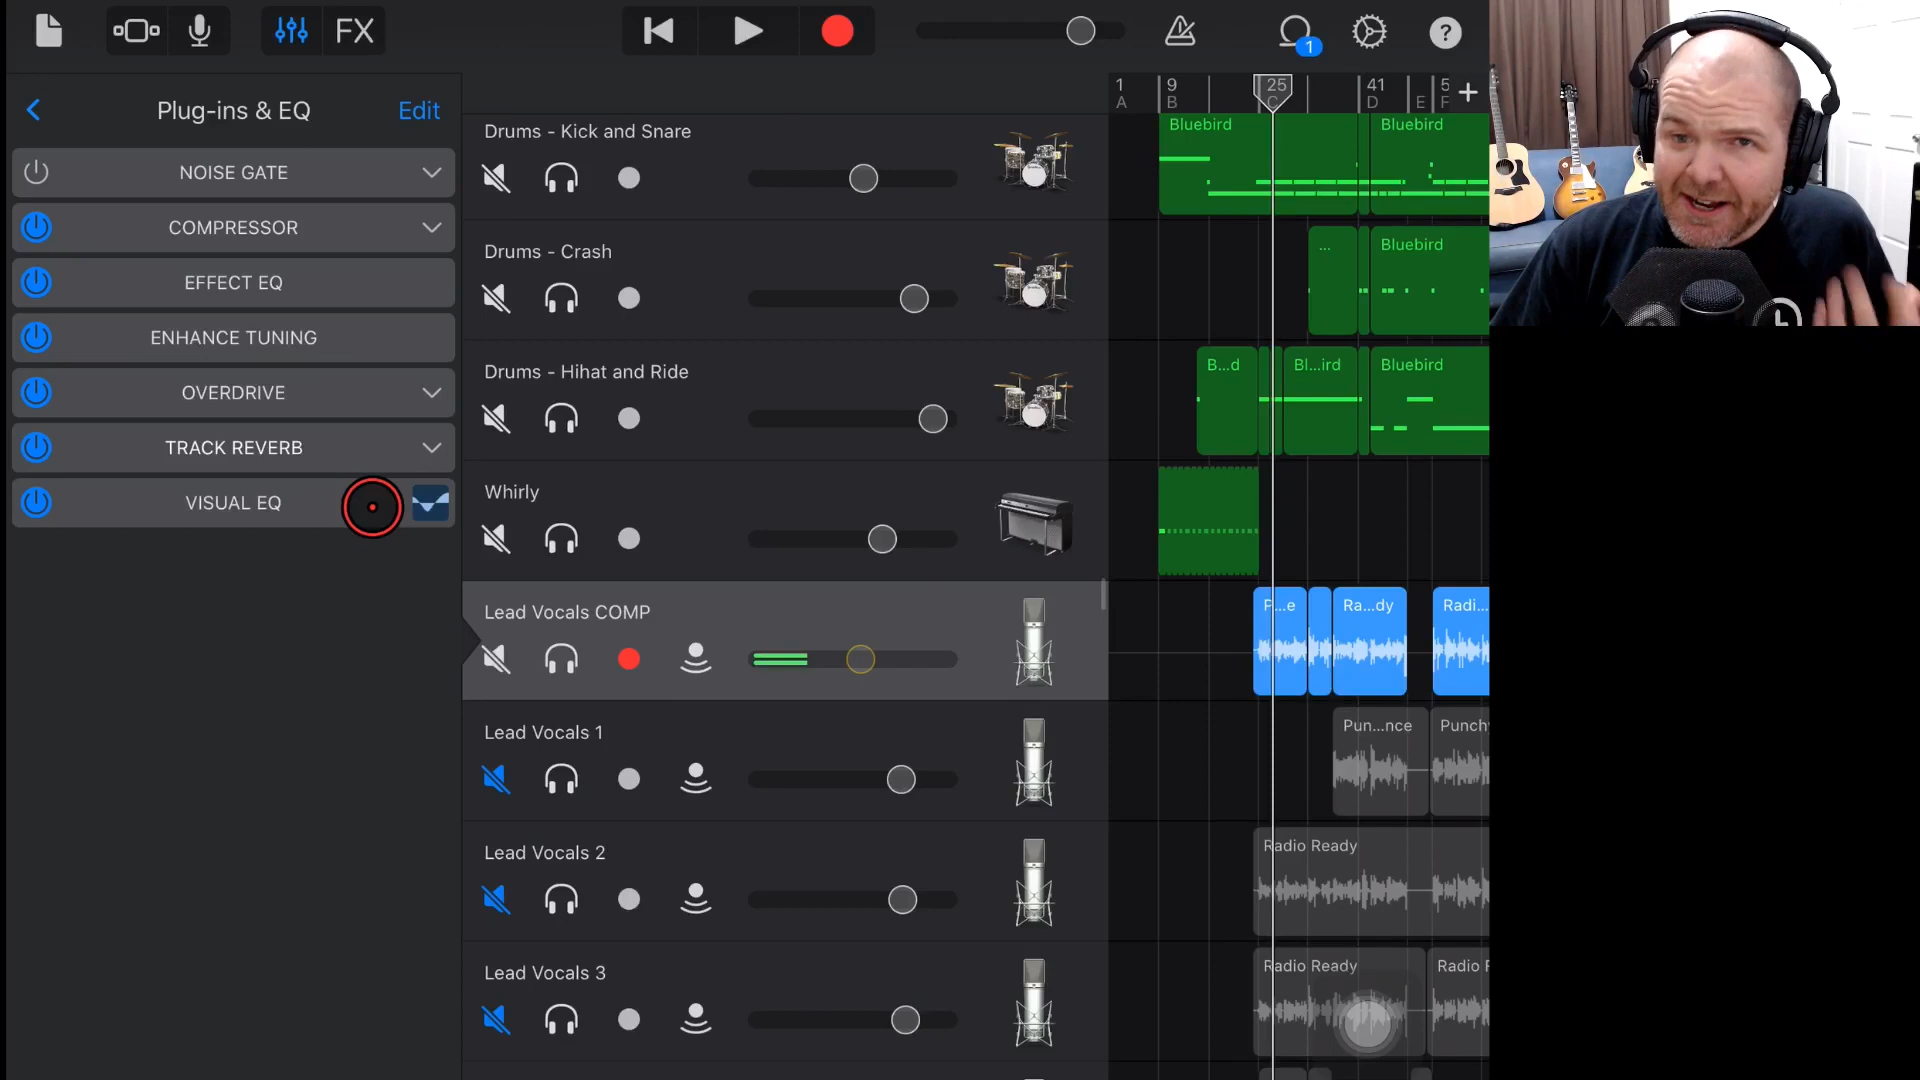 FX
1
?
Plug-ins & EQ
Edit
NOISE GATE
COMPRESSOR
EFFECT EQ
ENHANCE TUNING
OVERDRIVE
TRACK REVERB
VISUAL EQ
1 9 25 41 5
A B C D E F
+
Drums - Kick and Snare
Bluebird
Bluebird
Drums - Crash
...
Bluebird
Drums - Hihat and Ride
B...d
Bl...ird
Bluebird
Whirly
Lead Vocals COMP
P...e
Ra...dy
Radi...
Lead Vocals 1
Pun...nce
Punchy
Lead Vocals 2
Radio Ready
Lead Vocals 3
Radio Ready
Radio R